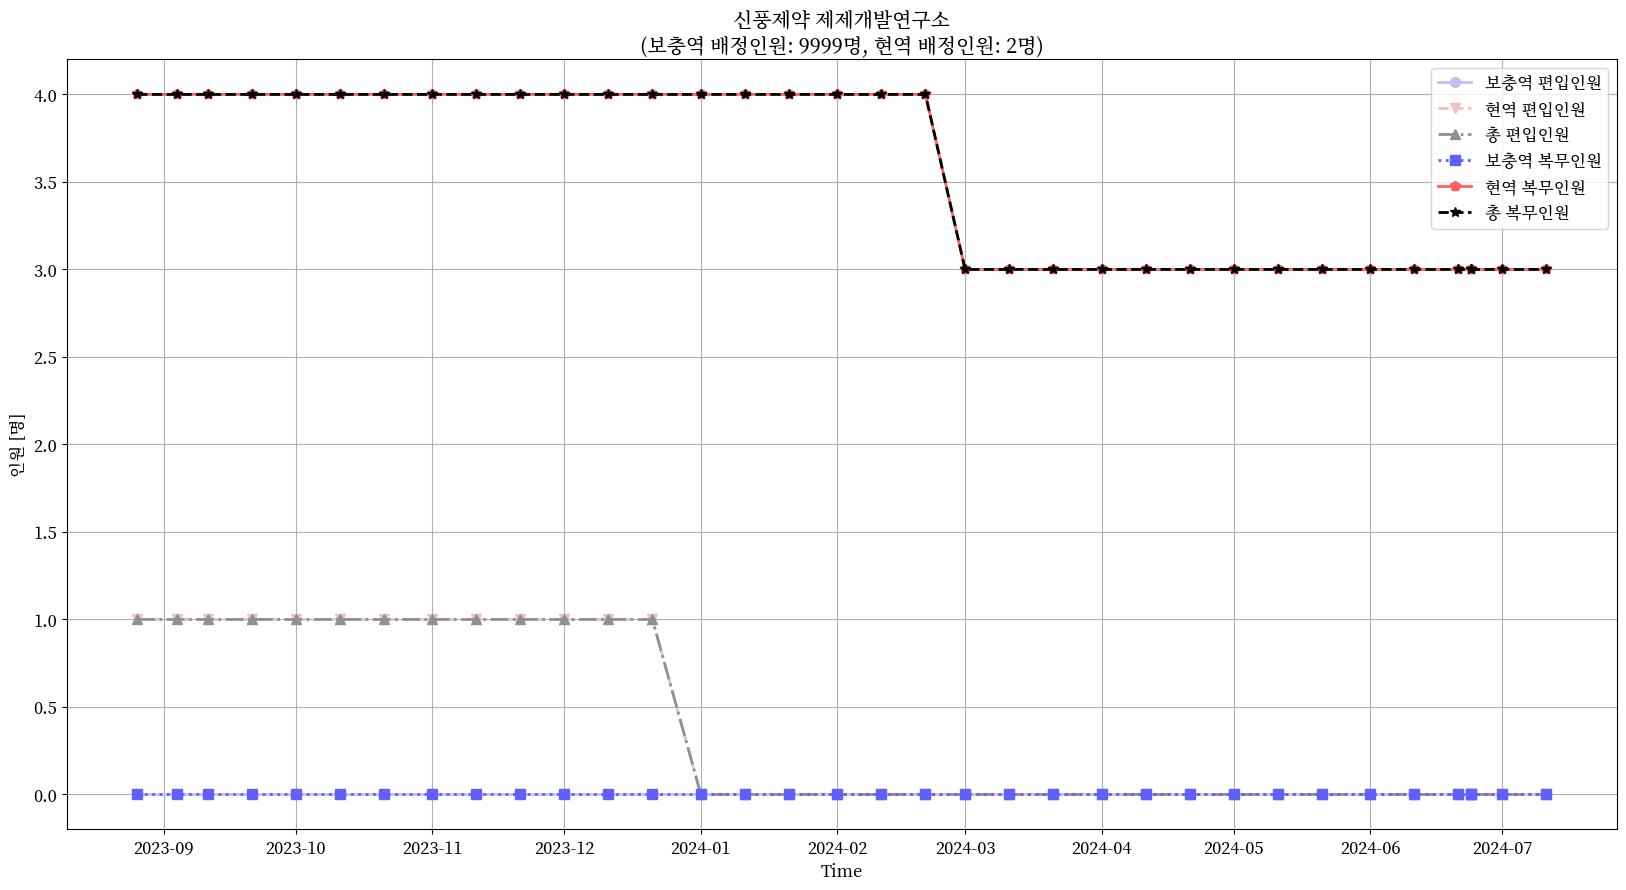 신풍제약 제제개발연구소
(보충역 배정인원: 9999명, 현역 배정인원: 2명)
보충역 편입인원
현역 편입인원
총 편입인원
보충역 복무인원
현역 복무인원
총 복무인원
인원 [명]
4.0
3.5
3.0
2.5
2.0
1.5
1.0
0.5
0.0
2023-09 2023-10 2023-11 2023-12 2024-01 2024-02 2024-03 2024-04 2024-05 2024-06 2024-07
Time